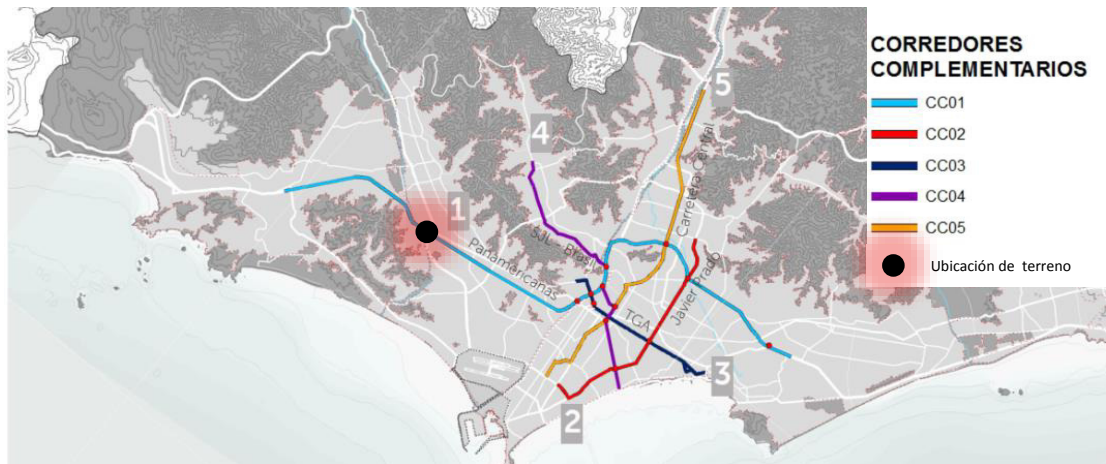 CORREDORES
COMPLEMENTARIOS
CC01
CC02
CC03
CC04
CC05
Ubicación de terreno
5
4
Carretera Central
1
SJL - Brasil
Panamericanas
Javier Prado
TGA
3
2